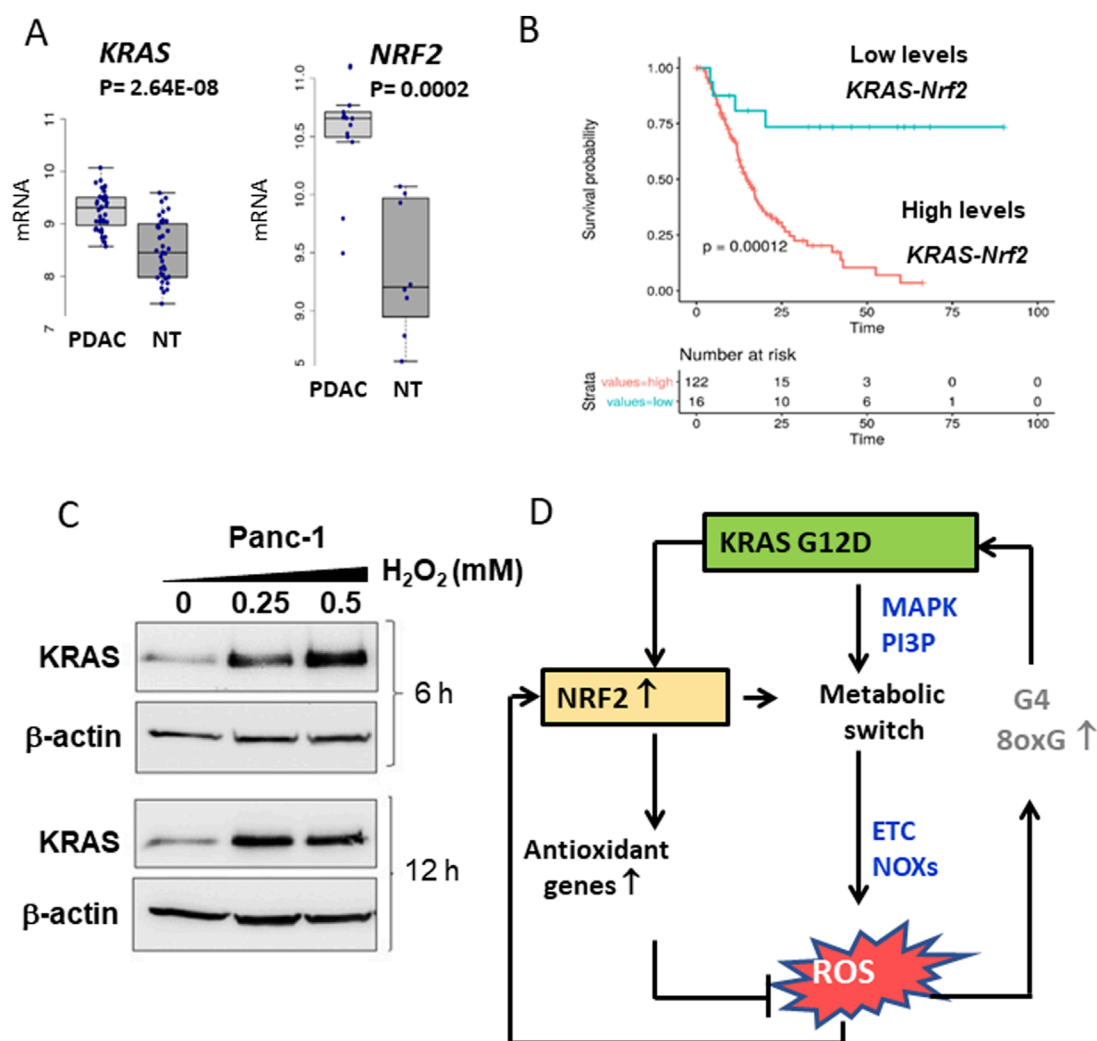 A
KRAS
P= 2.64E-08
mRNA
11
10
9
8
7
PDAC NT
NRF2
P= 0.0002
mRNA
11.0
10.5
10.0
9.5
9.0
5
PDAC NT
B
Low levels
KRAS-Nrf2
High levels
KRAS-Nrf2
p = 0.00012
Survival probability
1.00
0.75
0.50
0.25
0.00
0 25 50 75 100
Time
Number at risk
Strata
values=high 122 15 3 0 0
values=low 16 10 6 1 0
0 25 50 75 100
Time
C
Panc-1
H2O2 (mM)
0 0.25 0.5
KRAS
β-actin
6 h
KRAS
β-actin
12 h
D
KRAS G12D
MAPK
PI3P
NRF2 ↑
Metabolic
switch
G4
8oxG ↑
Antioxidant
genes ↑
ETC
NOXs
ROS